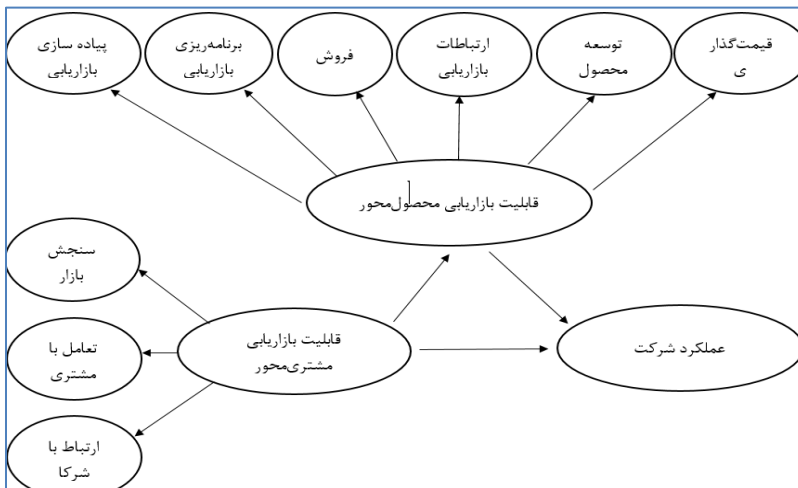 قیمت‌گذار
ی
توسعه
محصول
ارتباطات
بازاریابی
فروش
برنامه‌ریزی
بازاریابی
پیاده سازی
بازاریابی
قابلیت بازاریابی محصول‌محور
سنجش
بازار
قابلیت بازاریابی
مشتری‌محور
عملکرد شرکت
تعامل با
مشتری
ارتباط با
شرکا